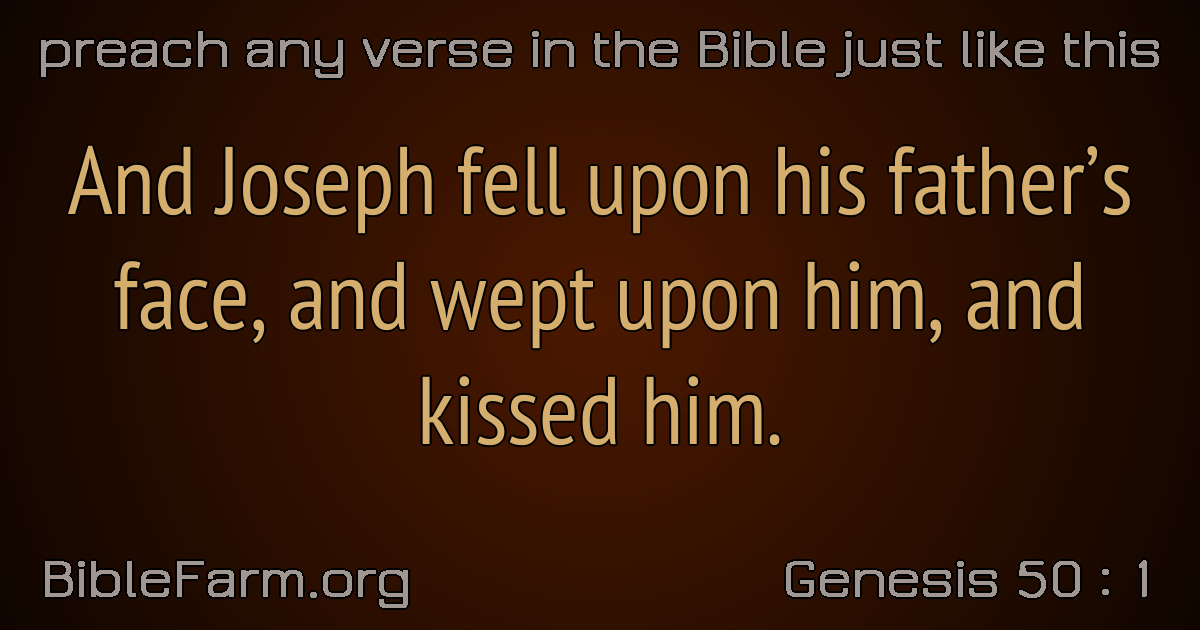 preach any verse in the Bible just like this
And Joseph fell upon his father’s
face, and wept upon him, and
kissed him.
BibleFarm.org
Genesis 50 : 1